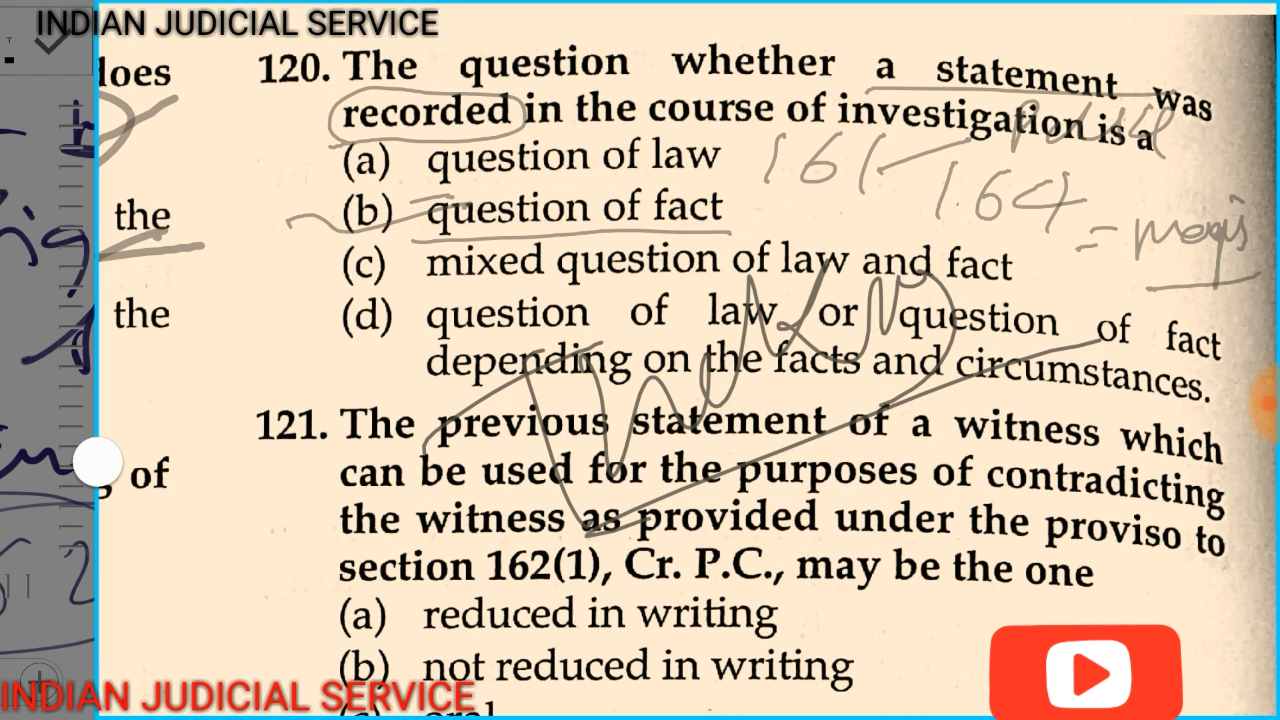 INDIAN JUDICIAL SERVICE
does
the
the
of
120. The question whether a statement was
recorded in the course of investigation is a
(a) question of law
(b) question of fact
(c) mixed question of law and fact
(d) question of law or question of fact
depending on the facts and circumstances.
161
police
164
= magis
Thanks
121. The previous statement of a witness which
can be used for the purposes of contradicting
the witness as provided under the proviso to
section 162(1), Cr. P.C., may be the one
(a) reduced in writing
(b) not reduced in writing
(c) oral
INDIAN JUDICIAL SERVICE